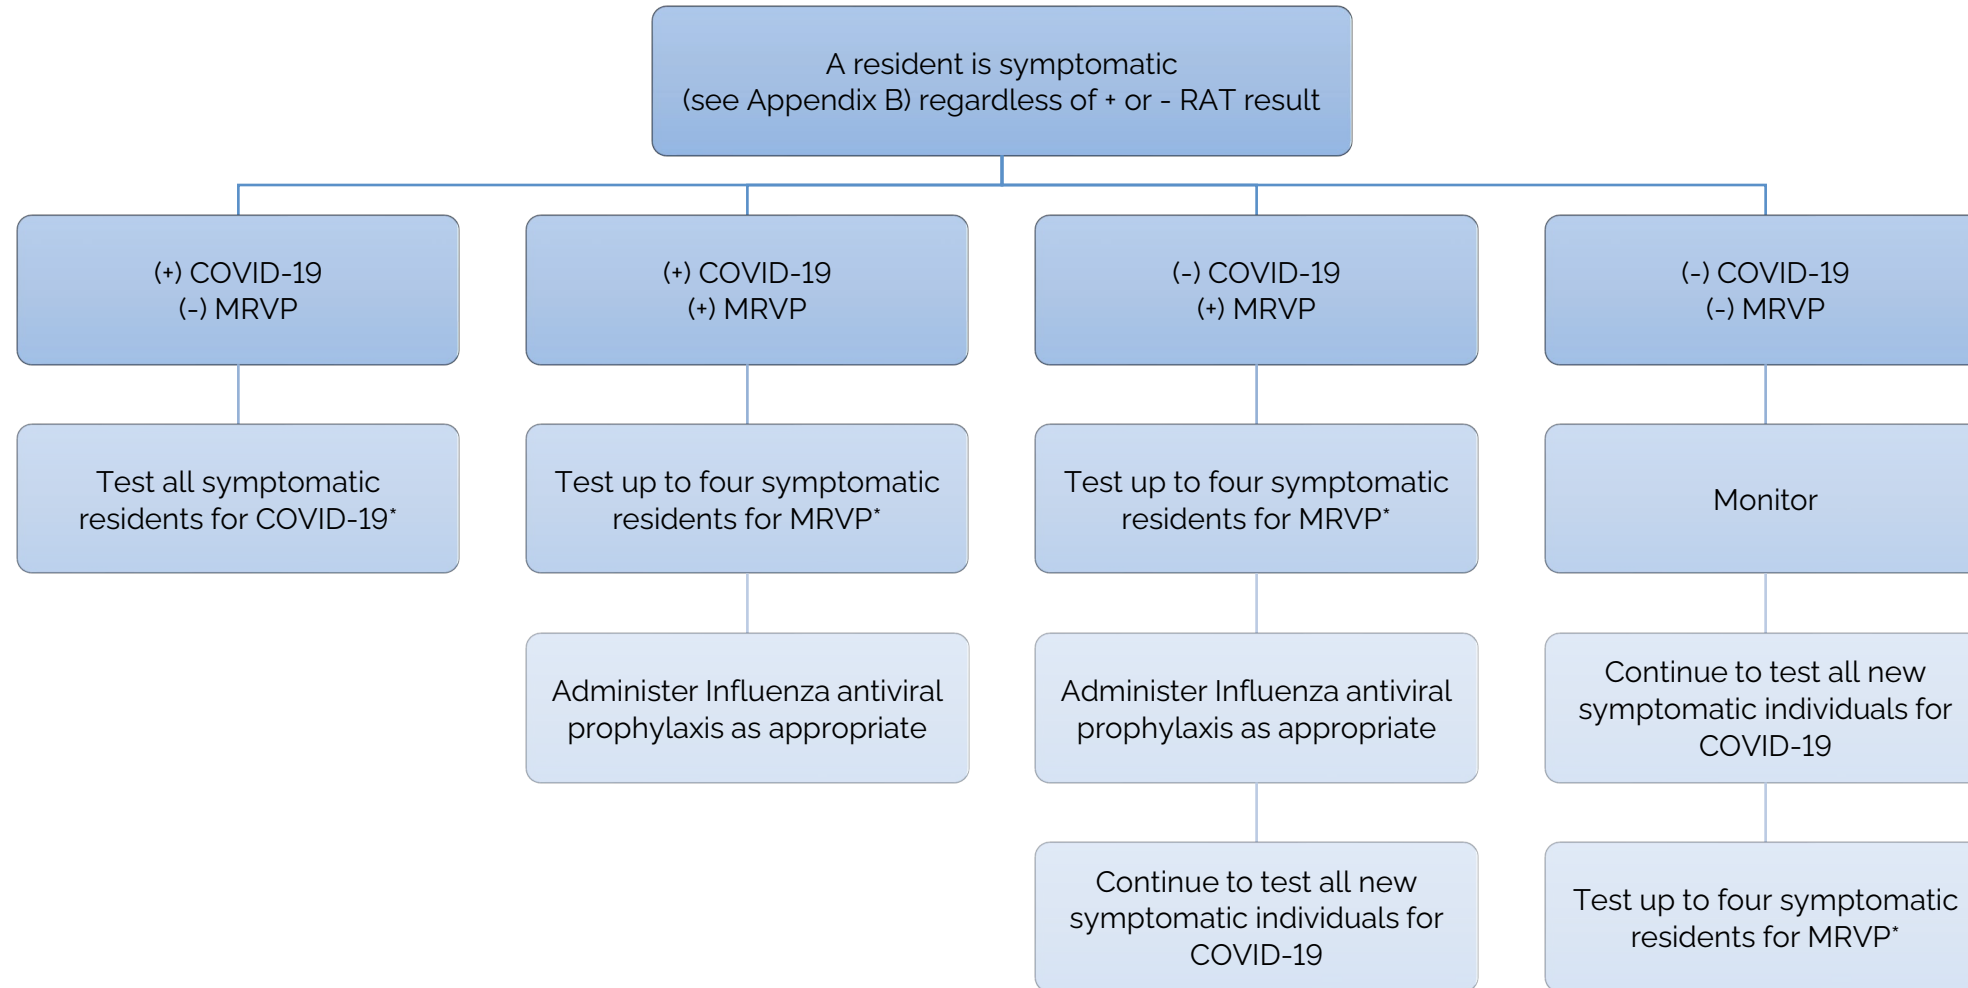 A resident is symptomatic
(see Appendix B) regardless of + or - RAT result
(+) COVID-19
(-) MRVP
(+) COVID-19
(+) MRVP
(-) COVID-19
(+) MRVP
(-) COVID-19
(-) MRVP
Test all symptomatic
residents for COVID-19*
Test up to four symptomatic
residents for MRVP*
Test up to four symptomatic
residents for MRVP*
Monitor
Administer Influenza antiviral
prophylaxis as appropriate
Administer Influenza antiviral
prophylaxis as appropriate
Continue to test all new
symptomatic individuals for
COVID-19
Continue to test all new
symptomatic individuals for
COVID-19
Test up to four symptomatic
residents for MRVP*